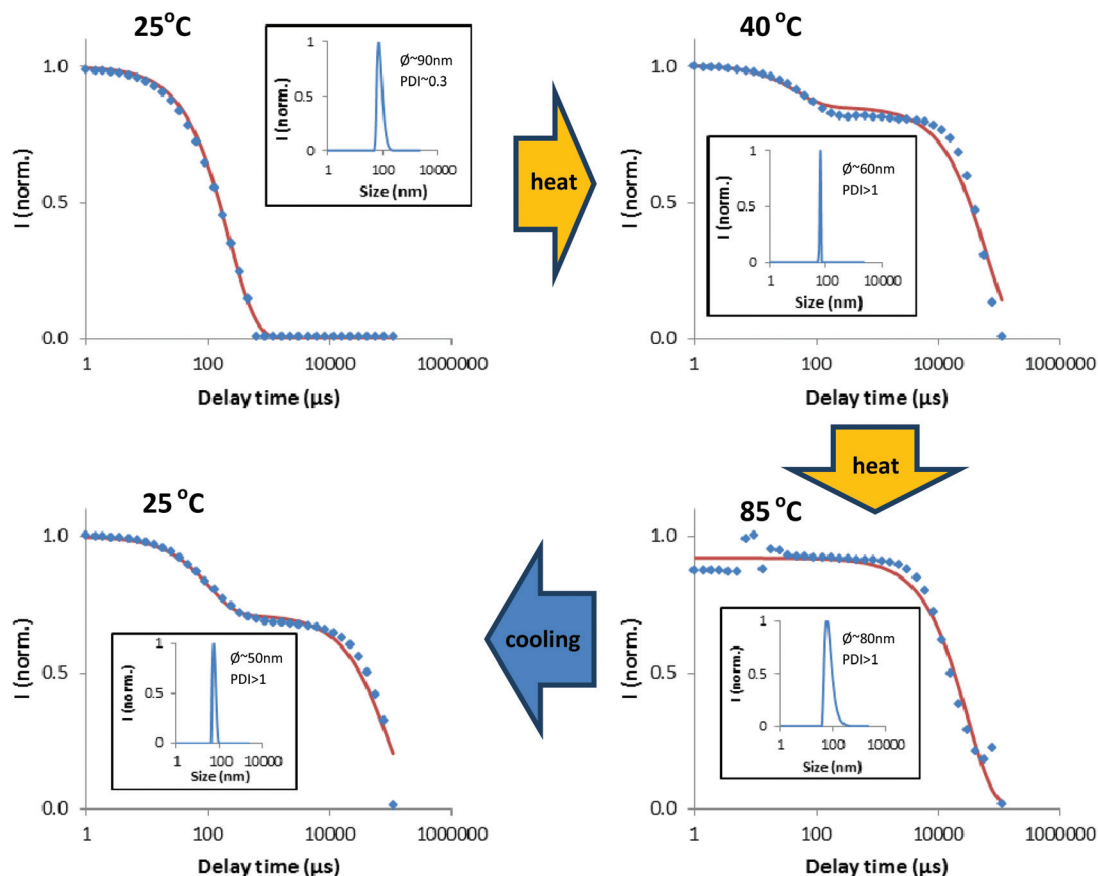 25°C
I (norm.)
1.0
0.5
0.0
1
100
10000
1000000
Delay time (µs)
I (norm.)
1
0.5
0
1
100
10000
Size (nm)
Ø~90nm
PDI~0.3
heat
40 °C
I (norm.)
1.0
0.5
0.0
1
100
10000
1000000
Delay time (µs)
I (norm.)
1
0.5
0
1
100
10000
Size (nm)
Ø~60nm
PDI>1
heat
25 °C
I (norm.)
1.0
0.5
0.0
1
100
10000
1000000
Delay time (µs)
I (norm.)
1
0.5
0
1
100
10000
Size (nm)
Ø~50nm
PDI>1
cooling
85 °C
I (norm.)
1.0
0.5
0.0
1
100
10000
1000000
Delay time (µs)
I (norm.)
1
0.5
0
1
100
10000
Size (nm)
Ø~80nm
PDI>1